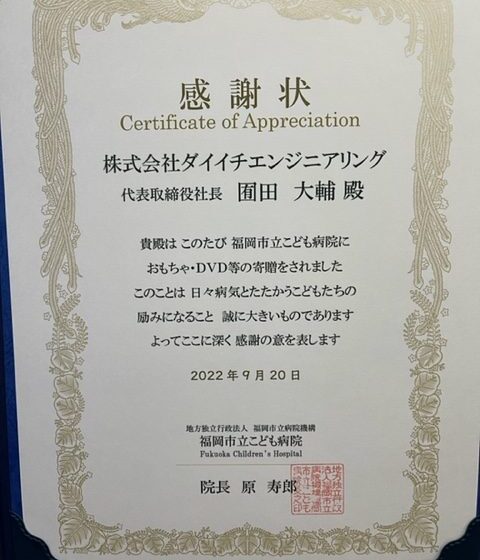 感謝状
Certificate of Appreciation
株式会社ダイイチエンジニアリング
代表取締役社長 囿田 大輔 殿
貴殿は このたび 福岡市立こども病院に
おもちゃ・DVD等の寄贈をされました
このことは 日々病気とたたかうこどもたちの
励みになること 誠に大きいものであります
よってここに深く 感謝の意を表します
2022年9月20日
地方独立行政法人 福岡市立病院機構
福岡市立こども病院
Fukuoka Children's Hospital
院長 原 寿郎